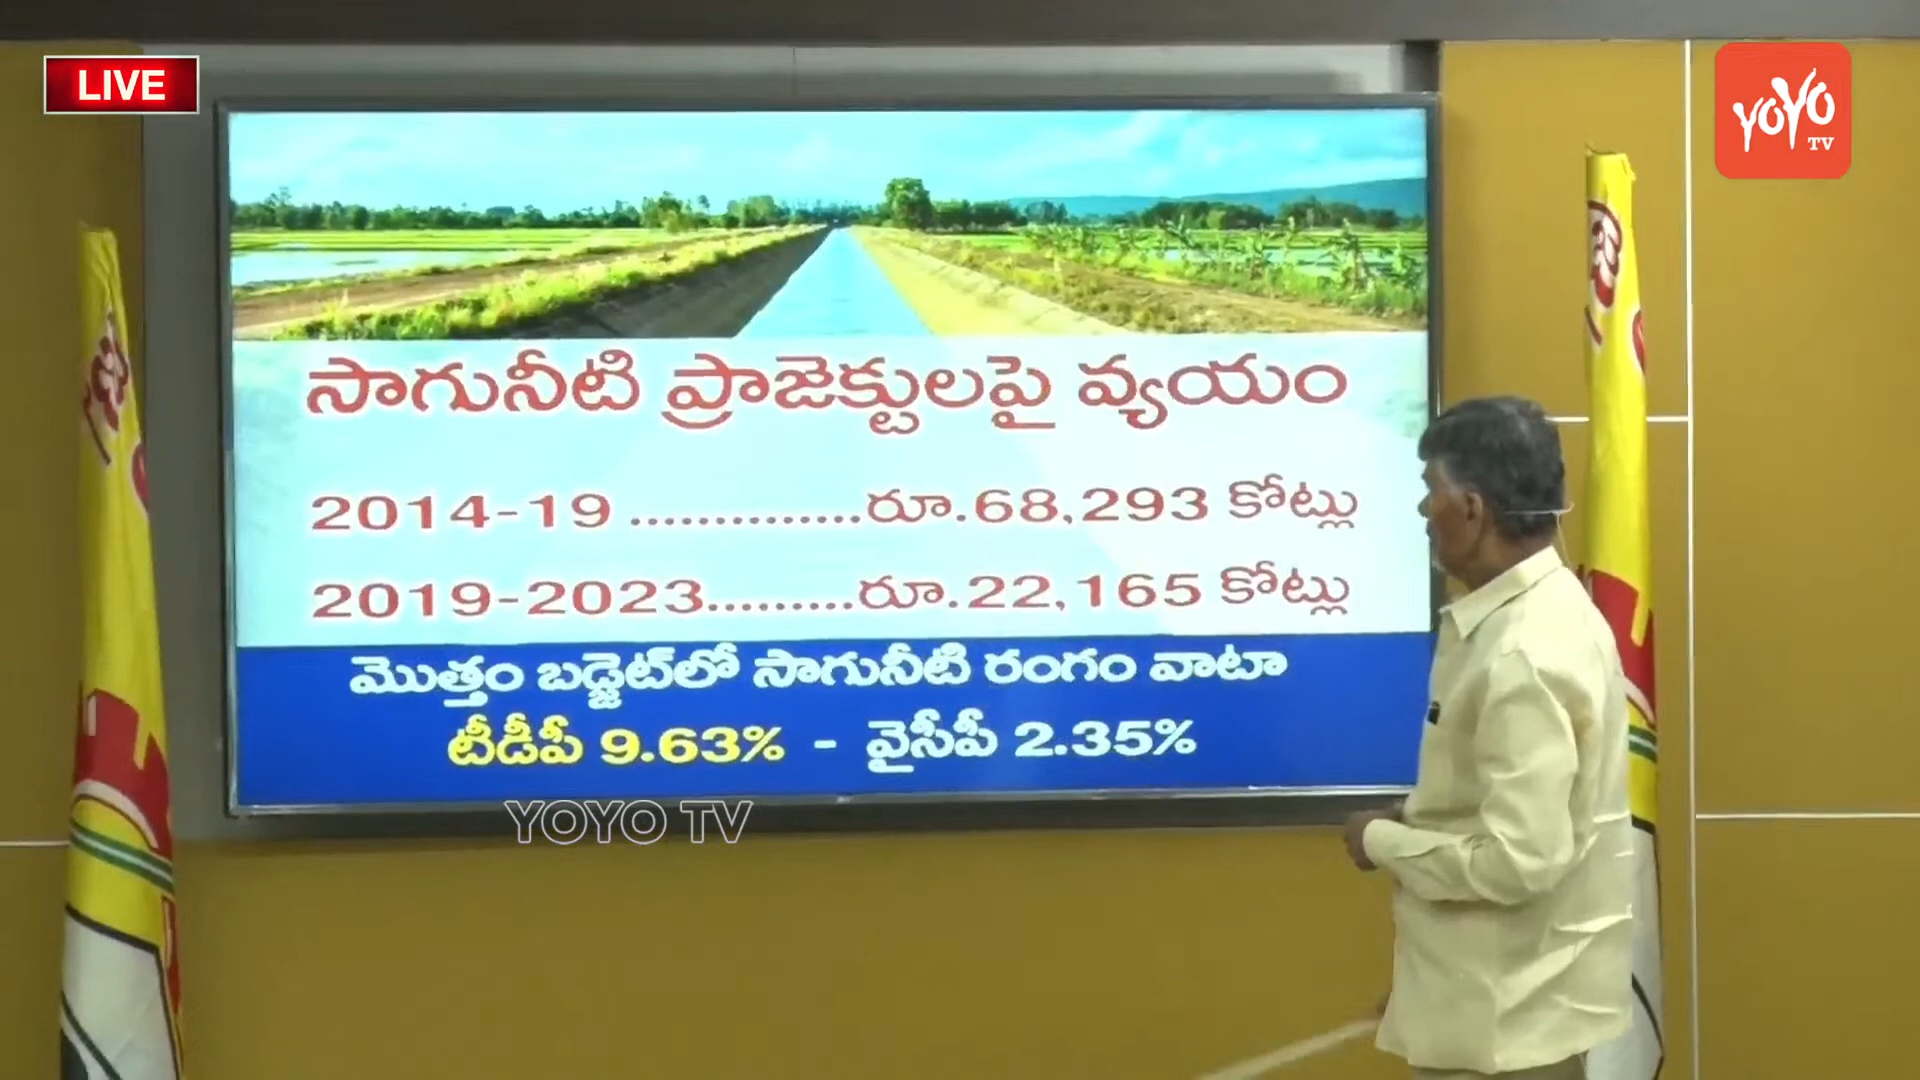 LIVE
YOYO
TV
సాగునీటి ప్రాజెక్టులపై వ్యయం
2014-19 ..............రూ.68,293 కోట్లు
2019-2023.........రూ.22,165 కోట్లు
మొత్తం బడ్జెట్‌లో సాగునీటి రంగం వాటా
టీడీపీ 9.63% - వైసీపీ 2.35%
YOYO TV